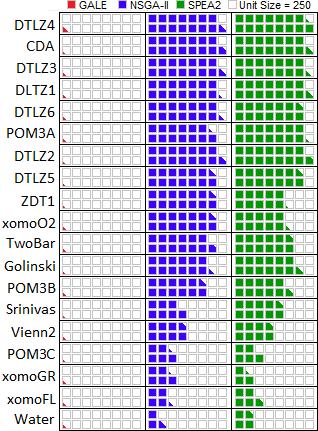 GALE NSGA-II SPEA2 Unit Size = 250
DTLZ4
CDA
DTLZ3
DLTZ1
DTLZ6
POM3A
DTLZ2
DTLZ5
ZDT1
xomoO2
TwoBar
Golinski
POM3B
Srinivas
Vienn2
POM3C
xomoGR
xomoFL
Water